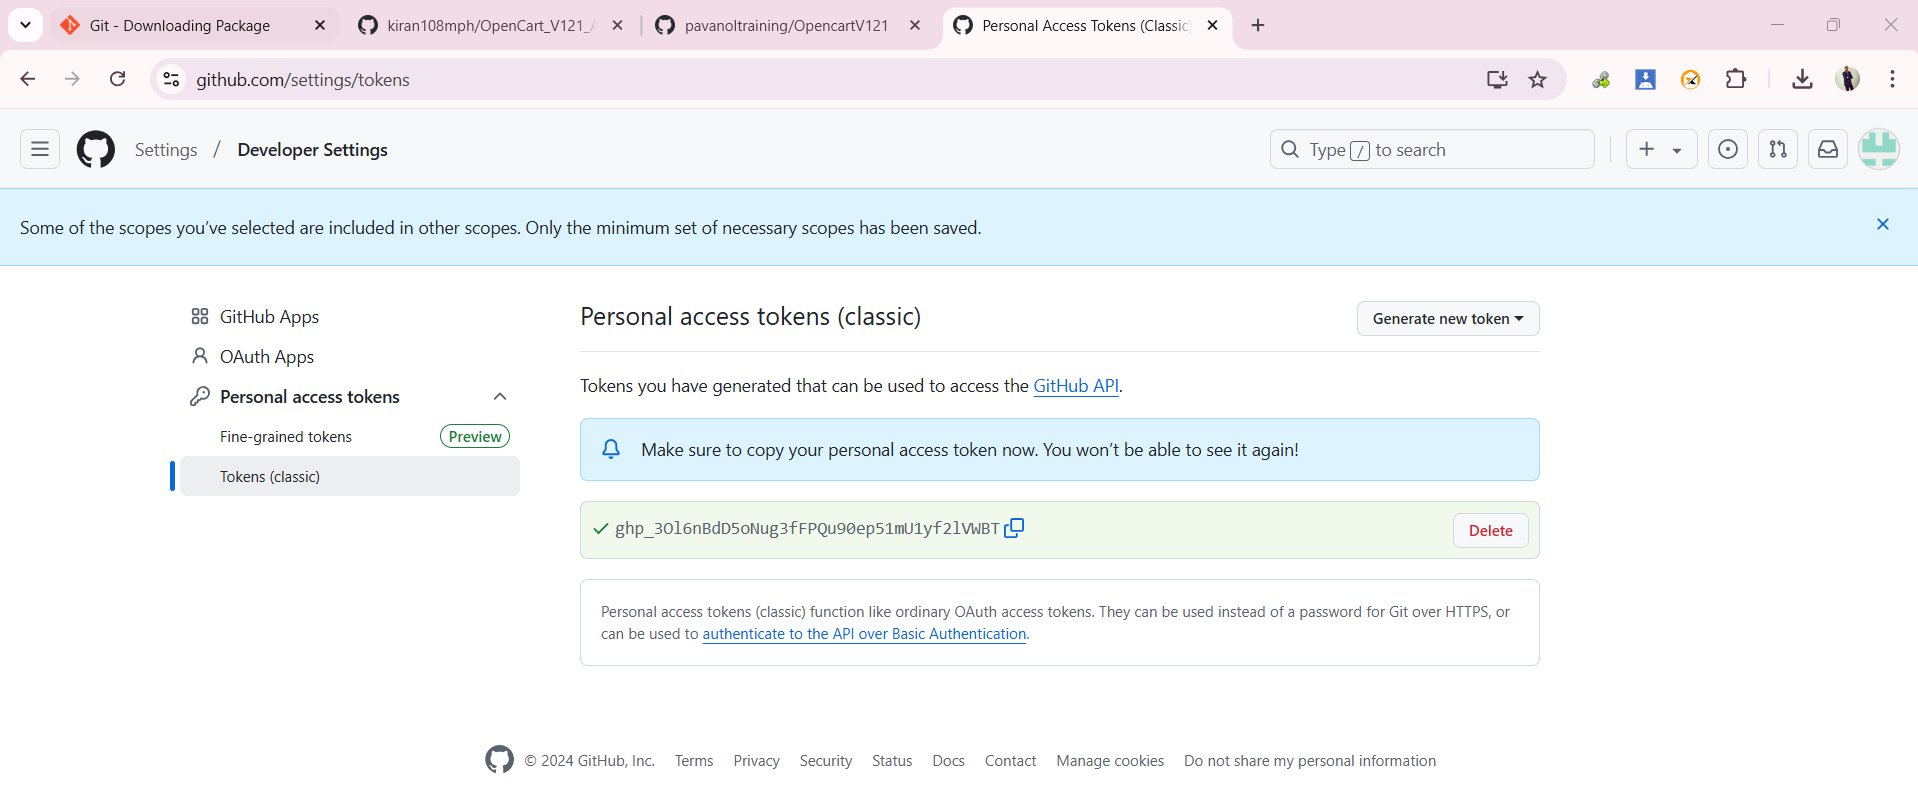 Git - Downloading Package
kiran108mph/OpenCart_V121_A
pavanoltraining/OpencartV121
Personal Access Tokens (Classic)
github.com/settings/tokens
Settings / Developer Settings
Type / to search
Some of the scopes you’ve selected are included in other scopes. Only the minimum set of necessary scopes has been saved.
GitHub Apps
OAuth Apps
Personal access tokens
Fine-grained tokens Preview
Tokens (classic)
Personal access tokens (classic)
Generate new token
Tokens you have generated that can be used to access the GitHub API.
Make sure to copy your personal access token now. You won’t be able to see it again!
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
Delete
Personal access tokens (classic) function like ordinary OAuth access tokens. They can be used instead of a password for Git over HTTPS, or
can be used to authenticate to the API over Basic Authentication.
© 2024 GitHub, Inc. Terms Privacy Security Status Docs Contact Manage cookies Do not share my personal information